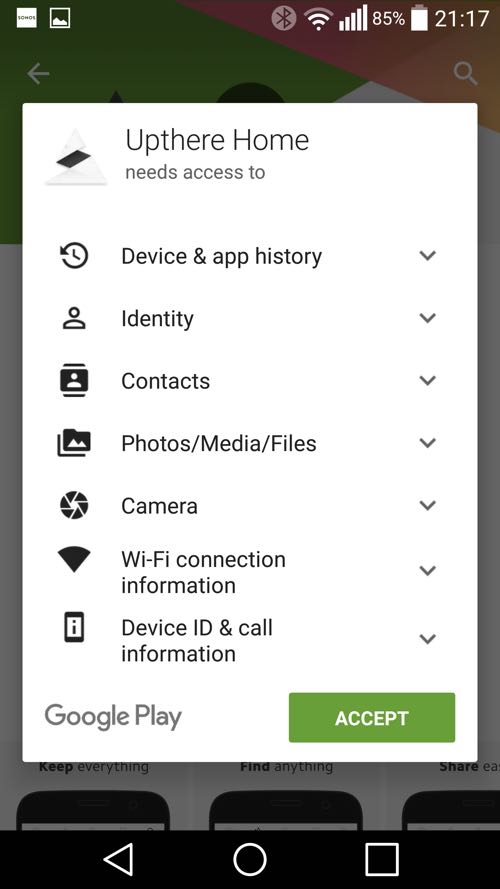 SONOS
85%
21:17
Upthere Home
needs access to
Device & app history
Identity
Contacts
Photos/Media/Files
Camera
Wi-Fi connection
information
Device ID & call
information
Google Play
ACCEPT
Keep everything
Find anything
Share eas